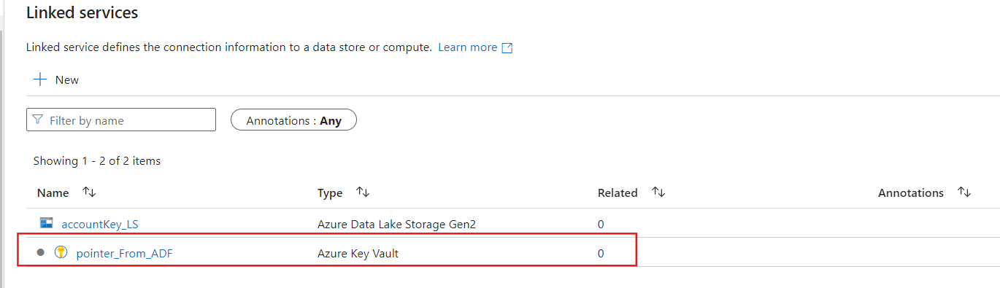 Linked services
Linked service defines the connection information to a data store or compute. Learn more
New
Filter by name
Annotations : Any
Showing 1 - 2 of 2 items
Name Type Related Annotations
accountKey_LS Azure Data Lake Storage Gen2 0
pointer_From_ADF Azure Key Vault 0